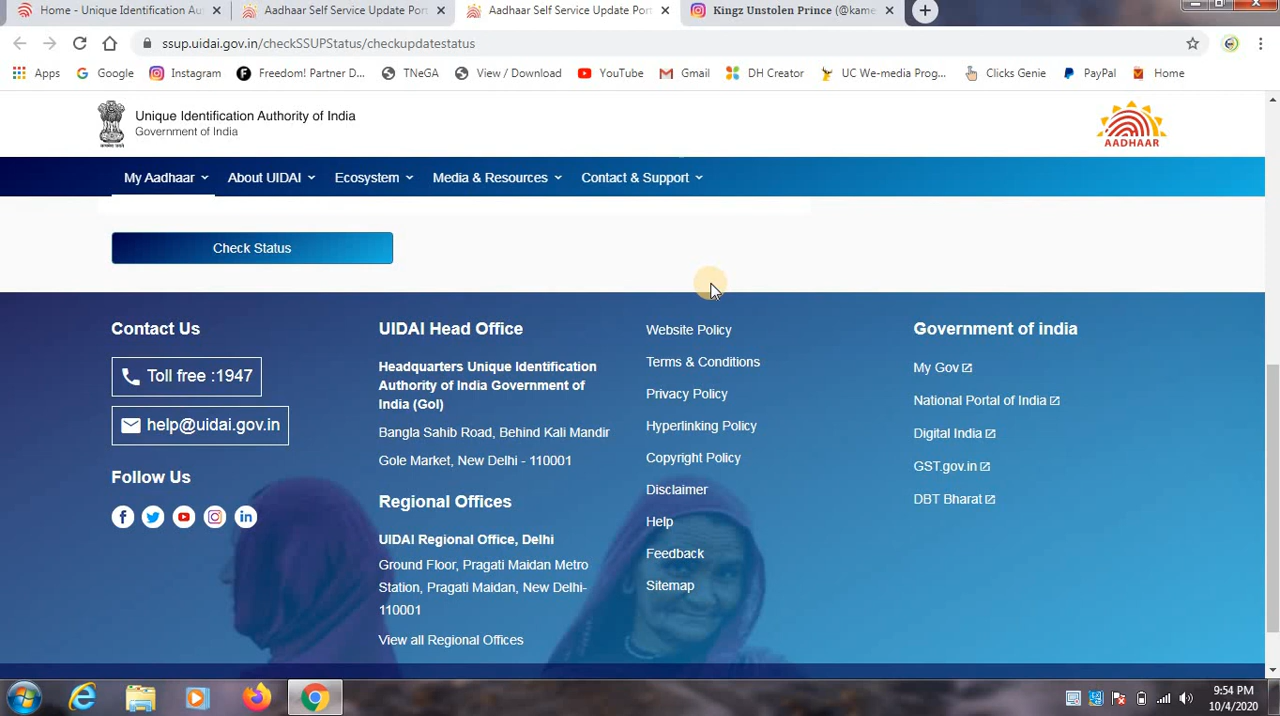 Home - Unique Identification Au
Aadhaar Self Service Update Port
Aadhaar Self Service Update Port
Kingz Unstolen Prince (@kame
ssup.uidai.gov.in/checkSSUPStatus/checkupdatestatus
Apps
Google
Instagram
Freedom! Partner D...
TNeGA
View / Download
YouTube
Gmail
DH Creator
UC We-media Prog...
Clicks Genie
PayPal
Home
Unique Identification Authority of India
Government of India
AADHAAR
My Aadhaar
About UIDAI
Ecosystem
Media & Resources
Contact & Support
Check Status
Contact Us
Toll free :1947
help@uidai.gov.in
Follow Us
UIDAI Head Office
Headquarters Unique Identification
Authority of India Government of
India (GoI)
Bangla Sahib Road, Behind Kali Mandir
Gole Market, New Delhi - 110001
Regional Offices
UIDAI Regional Office, Delhi
Ground Floor, Pragati Maidan Metro
Station, Pragati Maidan, New Delhi-
110001
View all Regional Offices
Website Policy
Terms & Conditions
Privacy Policy
Hyperlinking Policy
Copyright Policy
Disclaimer
Help
Feedback
Sitemap
Government of india
My Gov
National Portal of India
Digital India
GST.gov.in
DBT Bharat
9:54 PM
10/4/2020